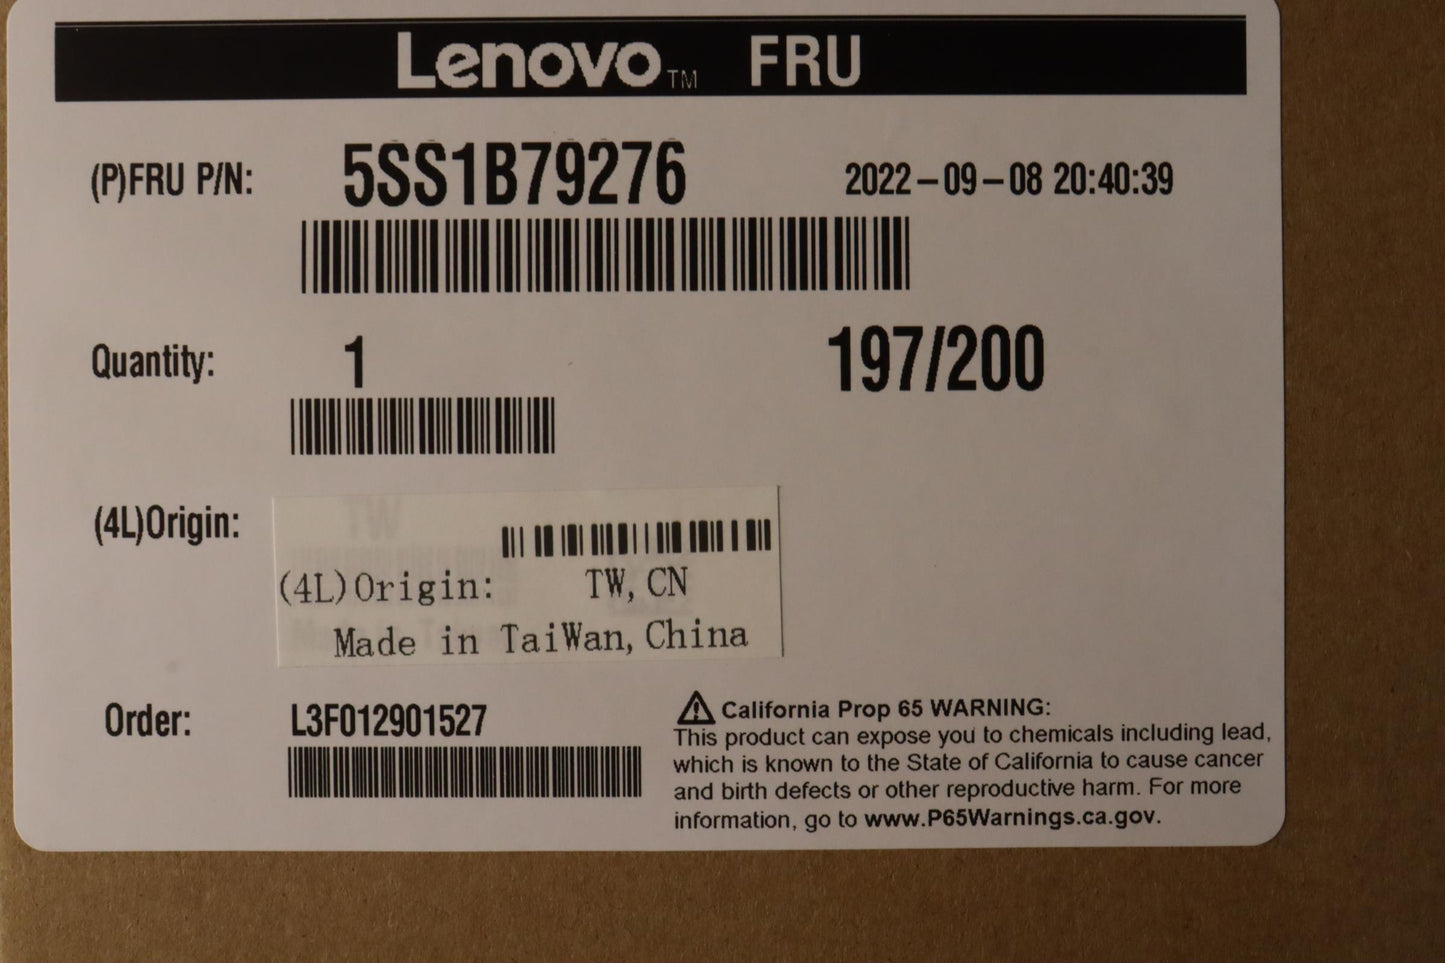 Lenovo™ FRU
(P)FRU P/N: 5SS1B79276 2022-09-08 20:40:39
Quantity: 1 197/200
(4L)Origin:
(4L)Origin: TW, CN
Made in TaiWan, China
Order: L3F012901527
⚠ California Prop 65 WARNING:
This product can expose you to chemicals including lead,
which is known to the State of California to cause cancer
and birth defects or other reproductive harm. For more
information, go to www.P65Warnings.ca.gov.